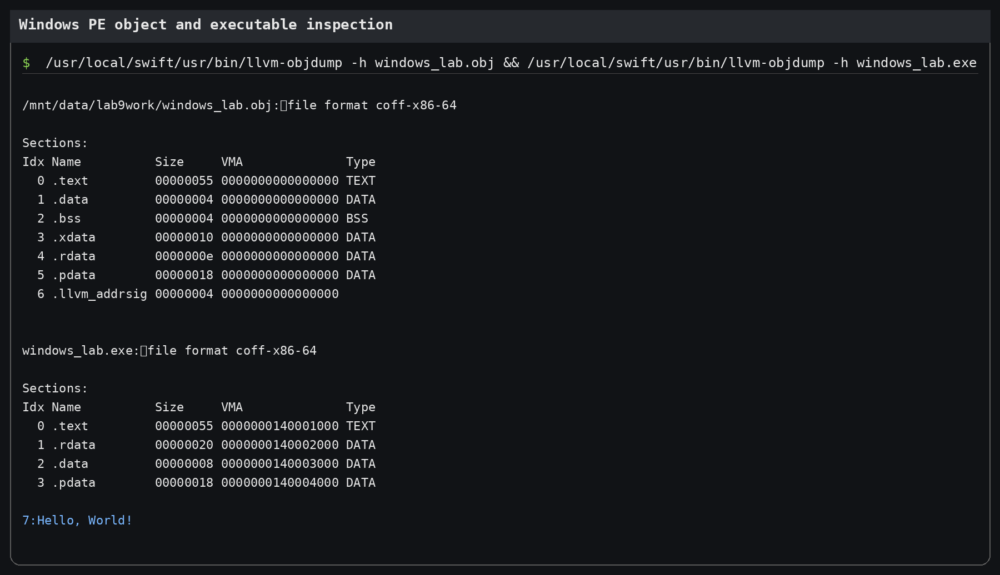 Windows PE object and executable inspection
$ /usr/local/swift/usr/bin/llvm-objdump -h windows_lab.obj && /usr/local/swift/usr/bin/llvm-objdump -h windows_lab.exe
/mnt/data/lab9work/windows_lab.obj:▯file format coff-x86-64
Sections:
Idx Name          Size     VMA              Type
  0 .text         00000055 0000000000000000 TEXT
  1 .data         00000004 0000000000000000 DATA
  2 .bss          00000004 0000000000000000 BSS
  3 .xdata        00000010 0000000000000000 DATA
  4 .rdata        0000000e 0000000000000000 DATA
  5 .pdata        00000018 0000000000000000 DATA
  6 .llvm_addrsig 00000004 0000000000000000
windows_lab.exe:▯file format coff-x86-64
Sections:
Idx Name          Size     VMA              Type
  0 .text         00000055 0000000140001000 TEXT
  1 .rdata        00000020 0000000140002000 DATA
  2 .data         00000008 0000000140003000 DATA
  3 .pdata        00000018 0000000140004000 DATA
7:Hello, World!